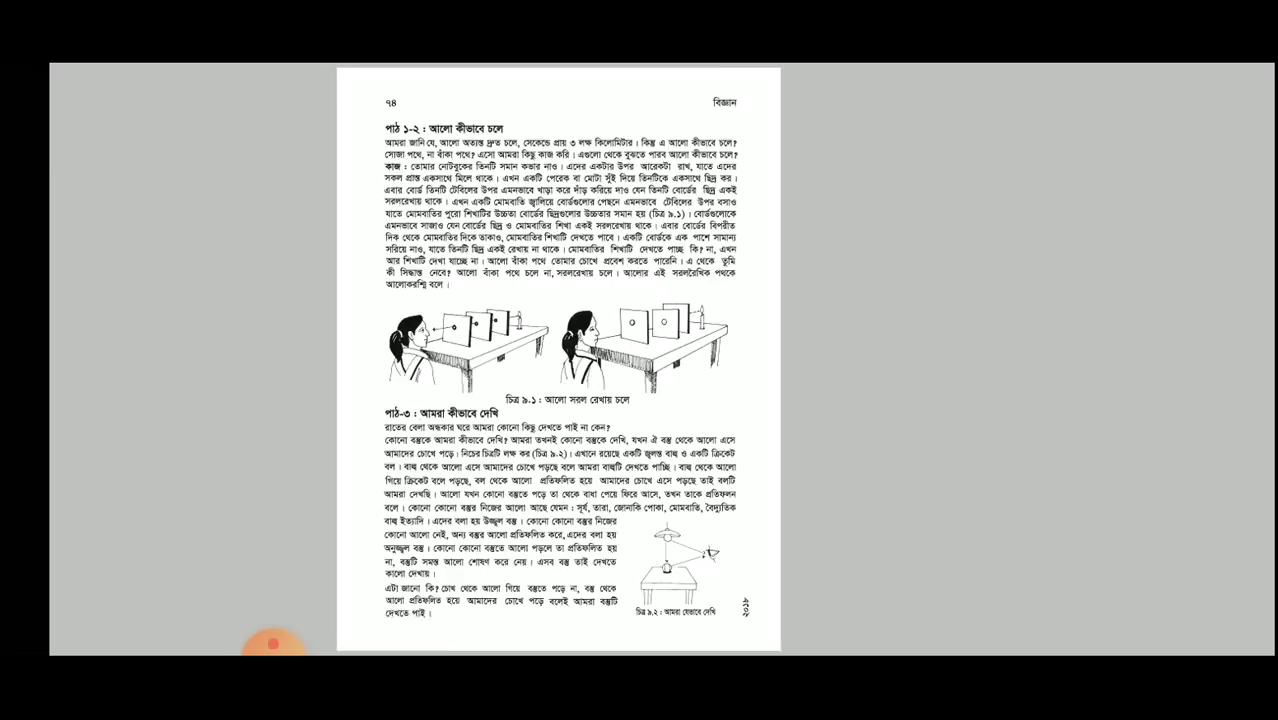 ৭৪
বিজ্ঞান
পাঠ ১-২ : আলো কীভাবে চলে
আমরা জানি যে, আলো অত্যন্ত দ্রুত চলে, সেকেন্ডে প্রায় ৩ লক্ষ কিলোমিটার। কিন্তু এ আলো কীভাবে চলে?
সোজা পথে, না বাঁকা পথে? এসো আমরা কিছু কাজ করি। এগুলো থেকে বুঝতে পারব আলো কীভাবে চলে?
কাজ : তোমার নোটবুকের তিনটি সমান কভার নাও। এদের একটার উপর আরেকটা রাখ, যাতে এদের
সকল প্রান্ত একসাথে মিলে থাকে। এখন একটি পেরেক বা মোটা সুঁই দিয়ে তিনটিকে একসাথে ছিদ্র কর।
এবার বোর্ড তিনটি টেবিলের উপর এমনভাবে খাড়া করে দাঁড় করিয়ে দাও যেন তিনটি বোর্ডের ছিদ্র একই
সরলরেখায় থাকে। এখন একটি মোমবাতি জ্বালিয়ে বোর্ডগুলোর পেছনে এমনভাবে টেবিলের উপর বসাও
যাতে মোমবাতির পুরো শিখাটির উচ্চতা বোর্ডের ছিদ্রগুলোর উচ্চতার সমান হয় (চিত্র ৯.১)। বোর্ডগুলোকে
এমনভাবে সাজাও যেন বোর্ডের ছিদ্র ও মোমবাতির শিখা একই সরলরেখায় থাকে। এবার বোর্ডের বিপরীত
দিক থেকে মোমবাতির দিকে তাকাও, মোমবাতির শিখাটি দেখতে পাবে। একটি বোর্ডকে এক পাশে সামান্য
সরিয়ে নাও, যাতে তিনটি ছিদ্র একই রেখায় না থাকে। মোমবাতির শিখাটি দেখতে পাচ্ছ কি? না, এখন
আর শিখাটি দেখা যাচ্ছে না। আলো বাঁকা পথে তোমার চোখে প্রবেশ করতে পারেনি। এ থেকে তুমি
কী সিদ্ধান্ত নেবে? আলো বাঁকা পথে চলে না, সরলরেখায় চলে। আলোর এই সরলরৈখিক পথকে
আলোকরশ্মি বলে।
চিত্র ৯.১ : আলো সরল রেখায় চলে
পাঠ-৩ : আমরা কীভাবে দেখি
রাতের বেলা অন্ধকার ঘরে আমরা কোনো কিছু দেখতে পাই না কেন?
কোনো বস্তুকে আমরা কীভাবে দেখি? আমরা তখনই কোনো বস্তুকে দেখি, যখন ঐ বস্তু থেকে আলো এসে
আমাদের চোখে পড়ে। নিচের চিত্রটি লক্ষ কর (চিত্র ৯.২)। এখানে রয়েছে একটি জ্বলন্ত বাল্ব ও একটি ক্রিকেট
বল। বাল্ব থেকে আলো এসে আমাদের চোখে পড়ছে বলে আমরা বাল্বটি দেখতে পাচ্ছি। বাল্ব থেকে আলো
গিয়ে ক্রিকেট বলে পড়ছে, বল থেকে আলো প্রতিফলিত হয়ে আমাদের চোখে এসে পড়ছে তাই বলটি
আমরা দেখছি। আলো যখন কোনো বস্তুতে পড়ে তা থেকে বাধা পেয়ে ফিরে আসে, তখন তাকে প্রতিফলন
বলে। কোনো কোনো বস্তুর নিজের আলো আছে যেমন : সূর্য, তারা, জোনাকি পোকা, মোমবাতি, বৈদ্যুতিক
বাল্ব ইত্যাদি। এদের বলা হয় উজ্জ্বল বস্তু। কোনো কোনো বস্তুর নিজের
কোনো আলো নেই, অন্য বস্তুর আলো প্রতিফলিত করে, এদের বলা হয়
অনুজ্জ্বল বস্তু। কোনো কোনো বস্তুতে আলো পড়লে তা প্রতিফলিত হয়
না, বস্তুটি সমস্ত আলো শোষণ করে নেয়। এসব বস্তু তাই দেখতে
কালো দেখায়।
এটা জানো কি? চোখ থেকে আলো গিয়ে বস্তুতে পড়ে না, বস্তু থেকে
আলো প্রতিফলিত হয়ে আমাদের চোখে পড়ে বলেই আমরা বস্তুটি
দেখতে পাই।
চিত্র ৯.২ : আমরা যেভাবে দেখি
২০১৮